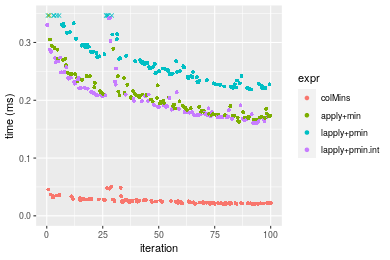 0.3
0.2
0.1
0.0
time (ms)
0
25
50
75
100
iteration
expr
colMins
apply+min
lapply+pmin
lapply+pmin.int